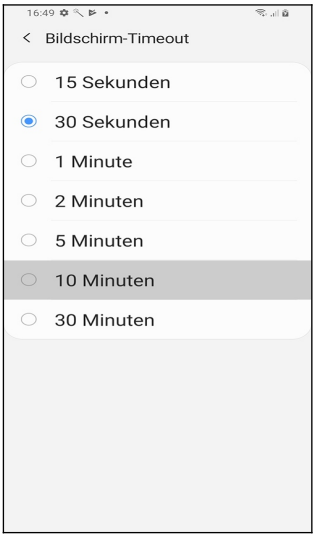 16:49
Bildschirm-Timeout
15 Sekunden
30 Sekunden
1 Minute
2 Minuten
5 Minuten
10 Minuten
30 Minuten